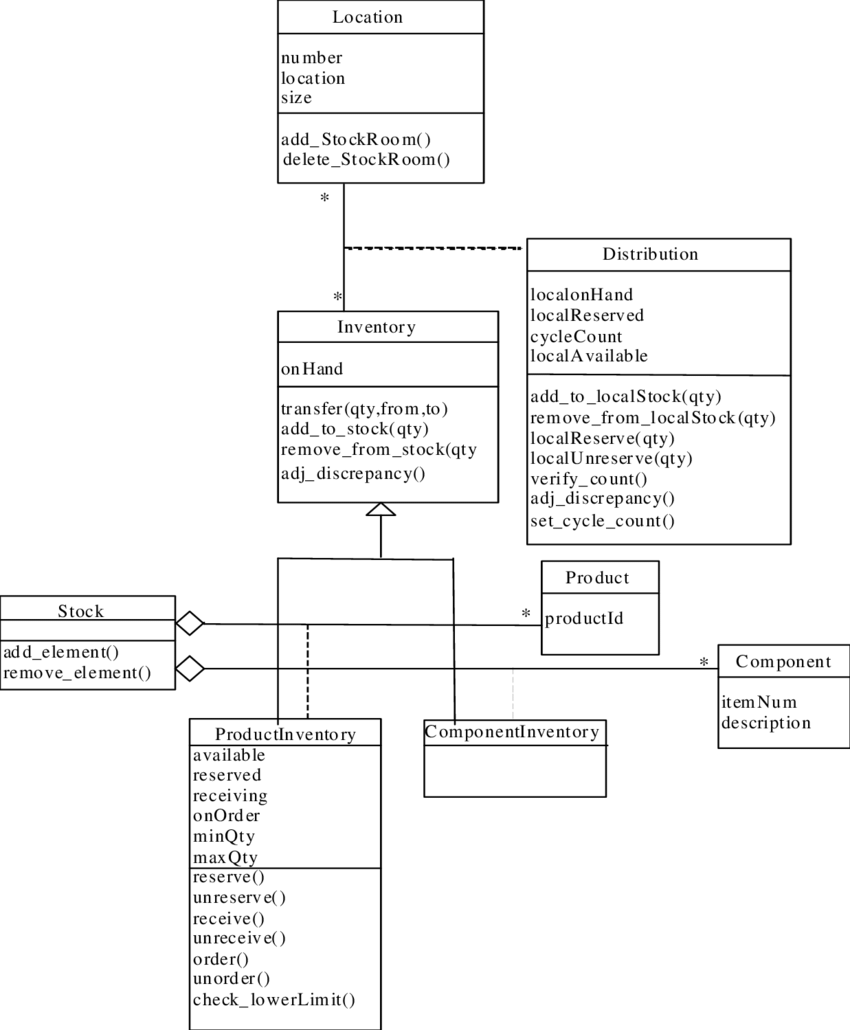 Location
number
location
size
add_StockRoom()
delete_StockRoom()
*
*
Distribution
localonHand
localReserved
cycleCount
localAvailable
add_to_localStock(qty)
remove_from_localStock(qty)
localReserve(qty)
localUnreserve(qty)
verify_count()
adj_discrepancy()
set_cycle_count()
Inventory
onHand
transfer(qty,from,to)
add_to_stock(qty)
remove_from_stock(qty
adj_discrepancy()
Product
productId
*
Stock
add_element()
remove_element()
*
Component
itemNum
description
ProductInventory
available
reserved
receiving
onOrder
minQty
maxQty
reserve()
unreserve()
receive()
unreceive()
order()
unorder()
check_lowerLimit()
ComponentInventory